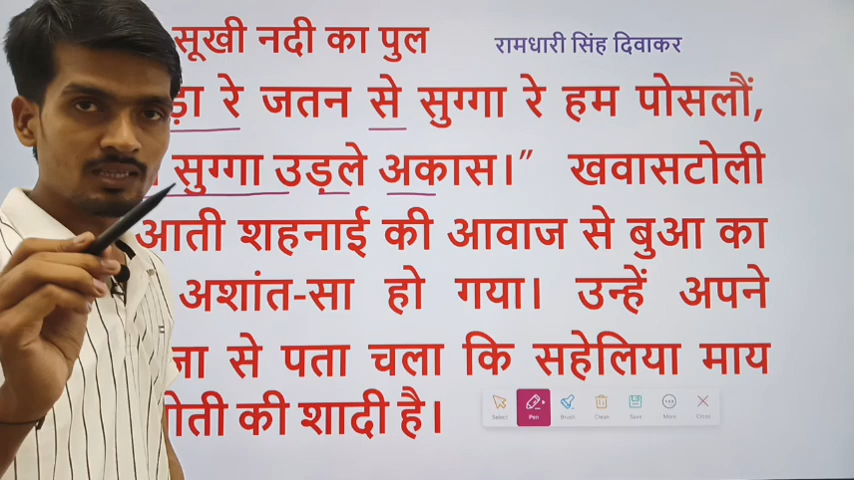 सूखी नदी का पुल
रामधारी सिंह दिवाकर
रे जतन से सुग्गा रे हम पोसलौं,
सुग्गा उड़ले अकास।” खवासटोली
आती शहनाई की आवाज से बुआ का
अशांत-सा हो गया। उन्हें अपने
से पता चला कि सहेलिया माय
की शादी है।
Select Pen Brush Clean Save More Close